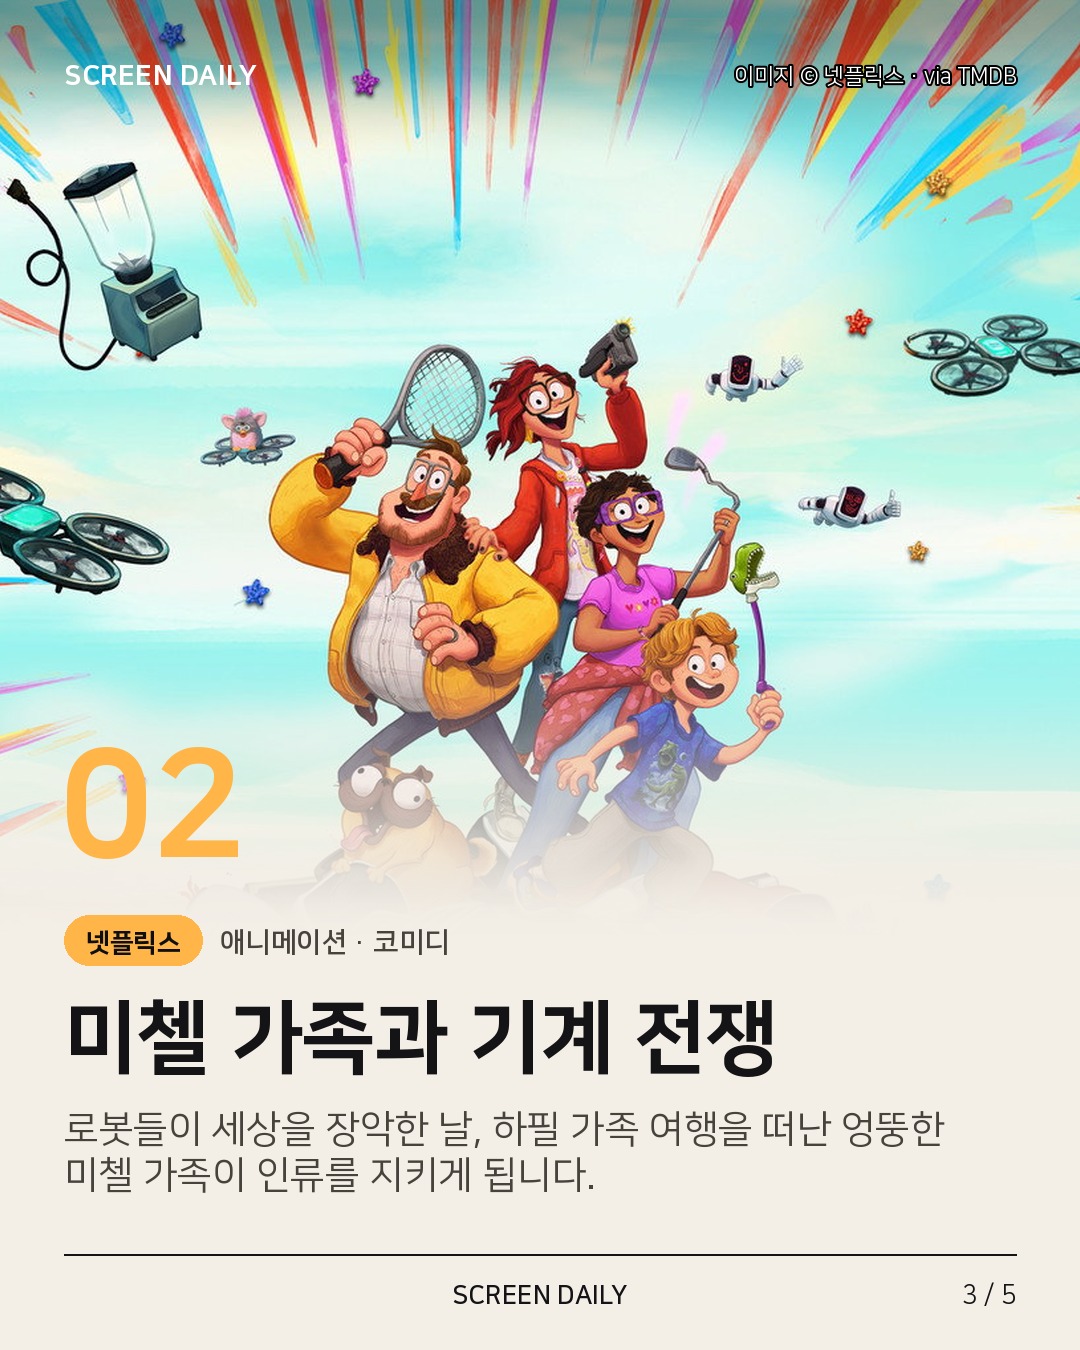 SCREEN DAILY
이미지 © 넷플릭스 · via TMDB
02
넷플릭스 애니메이션 · 코미디
미첼 가족과 기계 전쟁
로봇들이 세상을 장악한 날, 하필 가족 여행을 떠난 엉뚱한
미첼 가족이 인류를 지키게 됩니다.
SCREEN DAILY
3 / 5